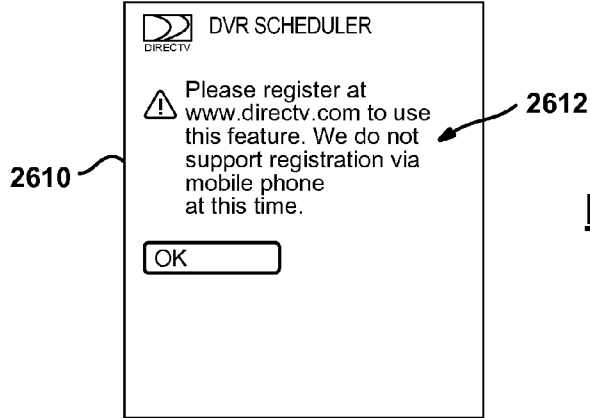 DIRECTV
DVR SCHEDULER
Please register at
www.directv.com to use
this feature. We do not
support registration via
mobile phone
at this time.
OK
2610
2612